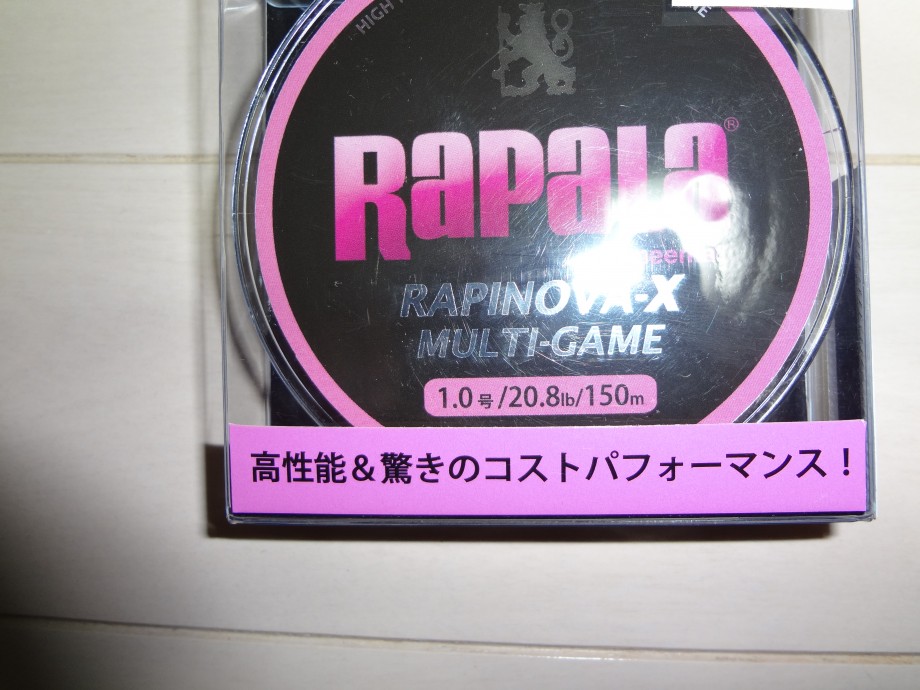 HIGH
RAPALA®
RAPINOVA-X
MULTI-GAME
1.0号/20.8lb/150m
高性能＆驚きのコストパフォーマンス！